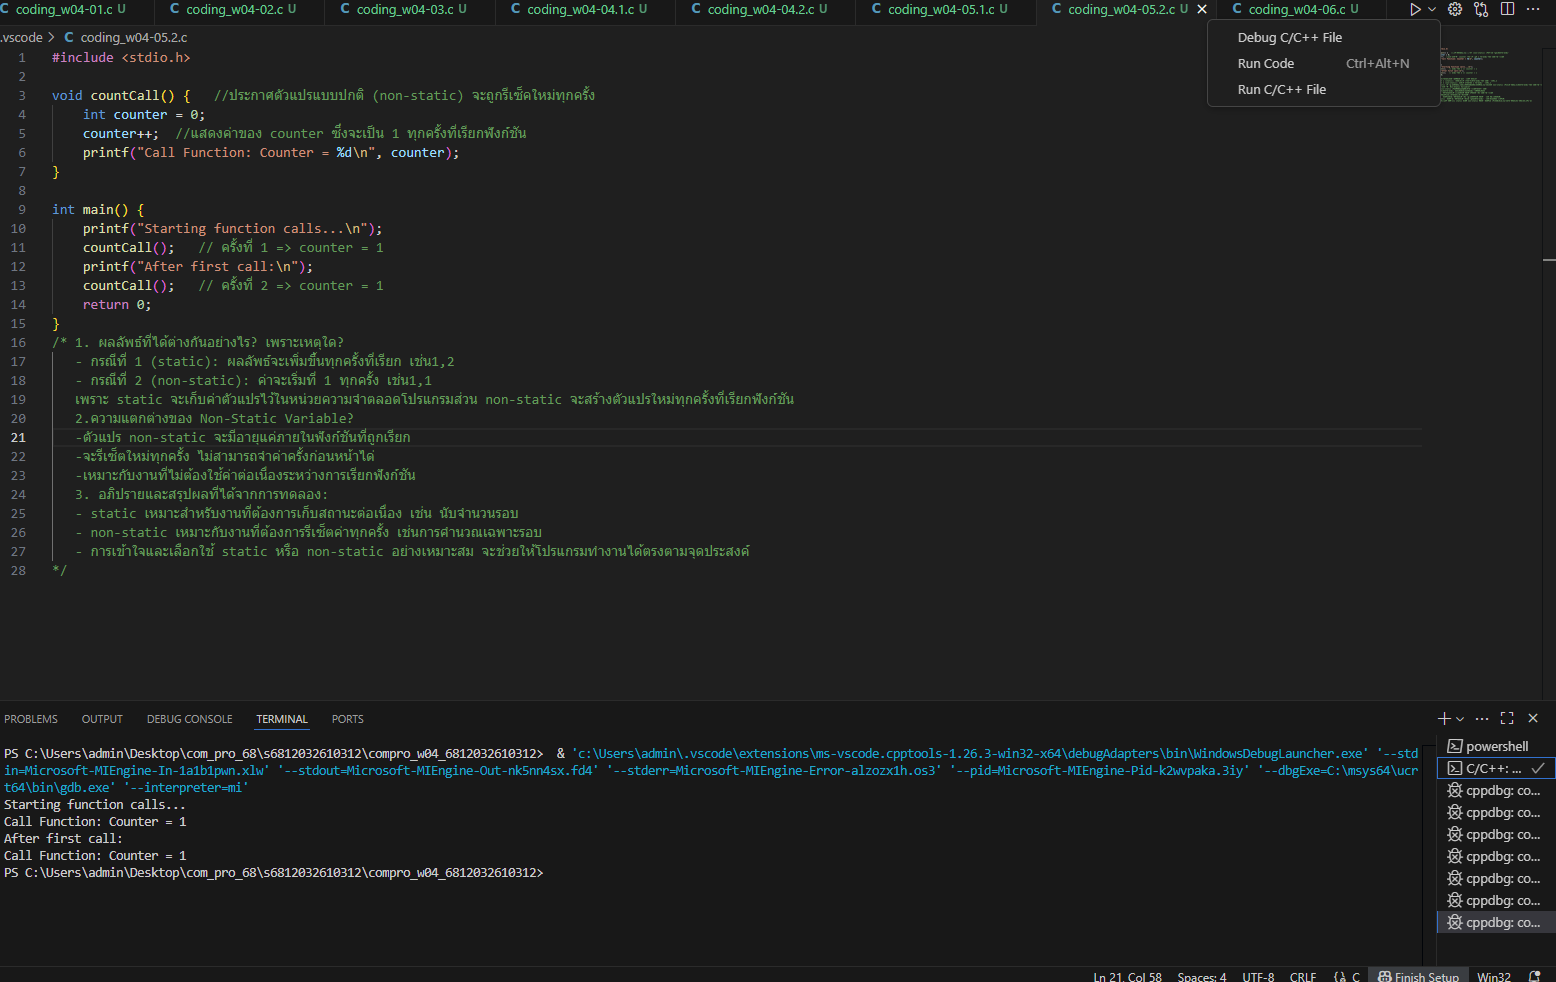 coding_w04-01.c U
coding_w04-02.c U
coding_w04-03.c U
coding_w04-04.1.c U
coding_w04-04.2.c U
coding_w04-05.1.c U
coding_w04-05.2.c U
coding_w04-06.c U
.vscode > C coding_w04-05.2.c
Debug C/C++ File
Run Code Ctrl+Alt+N
Run C/C++ File
1 #include <stdio.h>
2
3 void countCall() { //ประกาศตัวแปรแบบปกติ (non-static) จะถูกรีเซ็ตใหม่ทุกครั้ง
4 int counter = 0;
5 counter++; //แสดงค่าของ counter ซึ่งจะเป็น 1 ทุกครั้งที่เรียกฟังก์ชัน
6 printf("Call Function: Counter = %d\n", counter);
7 }
8
9 int main() {
10 printf("Starting function calls...\n");
11 countCall(); // ครั้งที่ 1 => counter = 1
12 printf("After first call:\n");
13 countCall(); // ครั้งที่ 2 => counter = 1
14 return 0;
15 }
16 /* 1. ผลลัพธ์ที่ได้ต่างกันอย่างไร? เพราะเหตุใด?
17 - กรณีที่ 1 (static): ผลลัพธ์จะเพิ่มขึ้นทุกครั้งที่เรียก เช่น1,2
18 - กรณีที่ 2 (non-static): ค่าจะเริ่มที่ 1 ทุกครั้ง เช่น1,1
19 เพราะ static จะเก็บค่าตัวแปรไว้ในหน่วยความจำตลอดโปรแกรมส่วน non-static จะสร้างตัวแปรใหม่ทุกครั้งที่เรียกฟังก์ชัน
20 2.ความแตกต่างของ Non-Static Variable?
21 -ตัวแปร non-static จะมีอายุแค่ภายในฟังก์ชันที่ถูกเรียก
22 -จะรีเซ็ตใหม่ทุกครั้ง ไม่สามารถจำค่าครั้งก่อนหน้าได้
23 -เหมาะกับงานที่ไม่ต้องใช้ค่าต่อเนื่องระหว่างการเรียกฟังก์ชัน
24 3. อภิปรายและสรุปผลที่ได้จากการทดลอง:
25 - static เหมาะสำหรับงานที่ต้องการเก็บสถานะต่อเนื่อง เช่น นับจำนวนรอบ
26 - non-static เหมาะกับงานที่ต้องการรีเซ็ตค่าทุกครั้ง เช่นการคำนวณเฉพาะรอบ
27 - การเข้าใจและเลือกใช้ static หรือ non-static อย่างเหมาะสม จะช่วยให้โปรแกรมทำงานได้ตรงตามจุดประสงค์
28 */
PROBLEMS OUTPUT DEBUG CONSOLE TERMINAL PORTS
PS C:\Users\admin\Desktop\com_pro_68\s6812032610312\compro_w04_6812032610312> & 'c:\Users\admin\.vscode\extensions\ms-vscode.cpptools-1.26.3-win32-x64\debugAdapters\bin\WindowsDebugLauncher.exe' '--std
in=Microsoft-MIEngine-In-1a1b1pwn.xlw' '--stdout=Microsoft-MIEngine-Out-nk5nn4sx.fd4' '--stderr=Microsoft-MIEngine-Error-alzozx1h.os3' '--pid=Microsoft-MIEngine-Pid-k2wvpaka.3iy' '--dbgExe=C:\msys64\ucr
t64\bin\gdb.exe' '--interpreter=mi'
Starting function calls...
Call Function: Counter = 1
After first call:
Call Function: Counter = 1
PS C:\Users\admin\Desktop\com_pro_68\s6812032610312\compro_w04_6812032610312>
powershell
C/C++: ...
cppdbg: co...
cppdbg: co...
cppdbg: co...
cppdbg: co...
cppdbg: co...
cppdbg: co...
cppdbg: co...
Ln 21, Col 58 Spaces: 4 UTF-8 CRLF {} C Finish Setup Win32